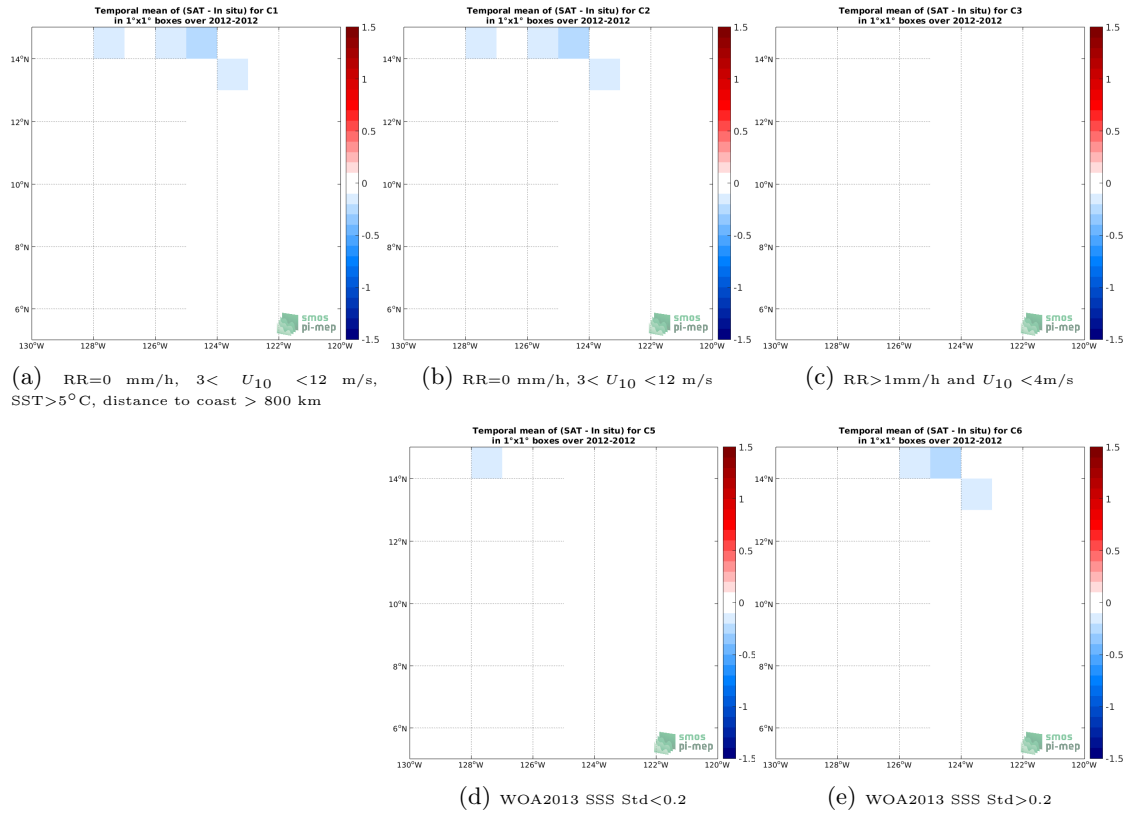 Temporal mean of (SAT - In situ) for C1
in 1°x1° boxes over 2012-2012
14°N
12°N
10°N
8°N
6°N
130°W 128°W 126°W 124°W 122°W 120°W
1.5
1
0.5
0
-0.5
-1
-1.5
smos
pi-mep
(a) RR=0 mm/h, 3< U10 <12 m/s,
SST>5°C, distance to coast > 800 km
Temporal mean of (SAT - In situ) for C2
in 1°x1° boxes over 2012-2012
14°N
12°N
10°N
8°N
6°N
130°W 128°W 126°W 124°W 122°W 120°W
1.5
1
0.5
0
-0.5
-1
-1.5
smos
pi-mep
(b) RR=0 mm/h, 3< U10 <12 m/s
Temporal mean of (SAT - In situ) for C3
in 1°x1° boxes over 2012-2012
14°N
12°N
10°N
8°N
6°N
130°W 128°W 126°W 124°W 122°W 120°W
1.5
1
0.5
0
-0.5
-1
-1.5
smos
pi-mep
(c) RR>1mm/h and U10 <4m/s
Temporal mean of (SAT - In situ) for C5
in 1°x1° boxes over 2012-2012
14°N
12°N
10°N
8°N
6°N
130°W 128°W 126°W 124°W 122°W 120°W
1.5
1
0.5
0
-0.5
-1
-1.5
smos
pi-mep
(d) WOA2013 SSS Std<0.2
Temporal mean of (SAT - In situ) for C6
in 1°x1° boxes over 2012-2012
14°N
12°N
10°N
8°N
6°N
130°W 128°W 126°W 124°W 122°W 120°W
1.5
1
0.5
0
-0.5
-1
-1.5
smos
pi-mep
(e) WOA2013 SSS Std>0.2